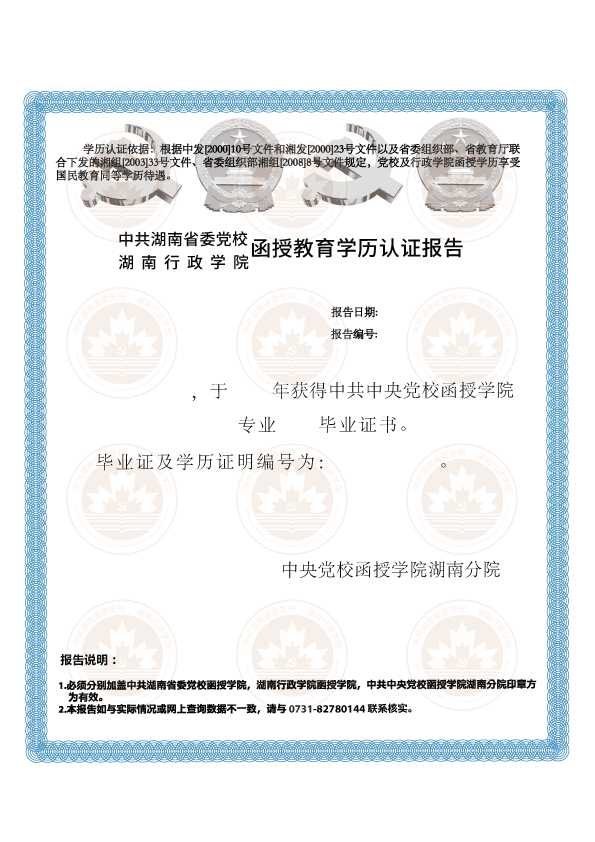 学历认证依据：根据中发[2000]10号文件和湘发[2000]23号文件以及省委组织部、省教育厅联
合下发的湘组[2003]33号文件、省委组织部湘组[2008]8号文件规定，党校及行政学院函授学历享受
国民教育同等学历待遇。
中共湖南省委党校
湖南行政学院
函授教育学历认证报告
报告日期:
报告编号:
，于 年获得中共中央党校函授学院
专业 毕业证书。
毕业证及学历证明编号为: 。
中央党校函授学院湖南分院
报告说明：
1.必须分别加盖中共湖南省委党校函授学院，湖南行政学院函授学院，中共中央党校函授学院湖南分院印章方
为有效。
2.本报告如与实际情况或网上查询数据不一致，请与 0731-82780144 联系核实。